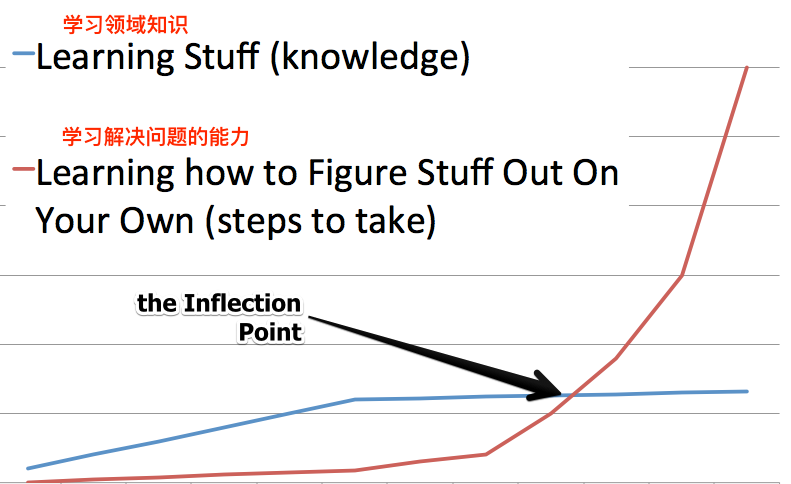 学习领域知识
Learning Stuff (knowledge)
学习解决问题的能力
Learning how to Figure Stuff Out On
Your Own (steps to take)
the Inflection
Point